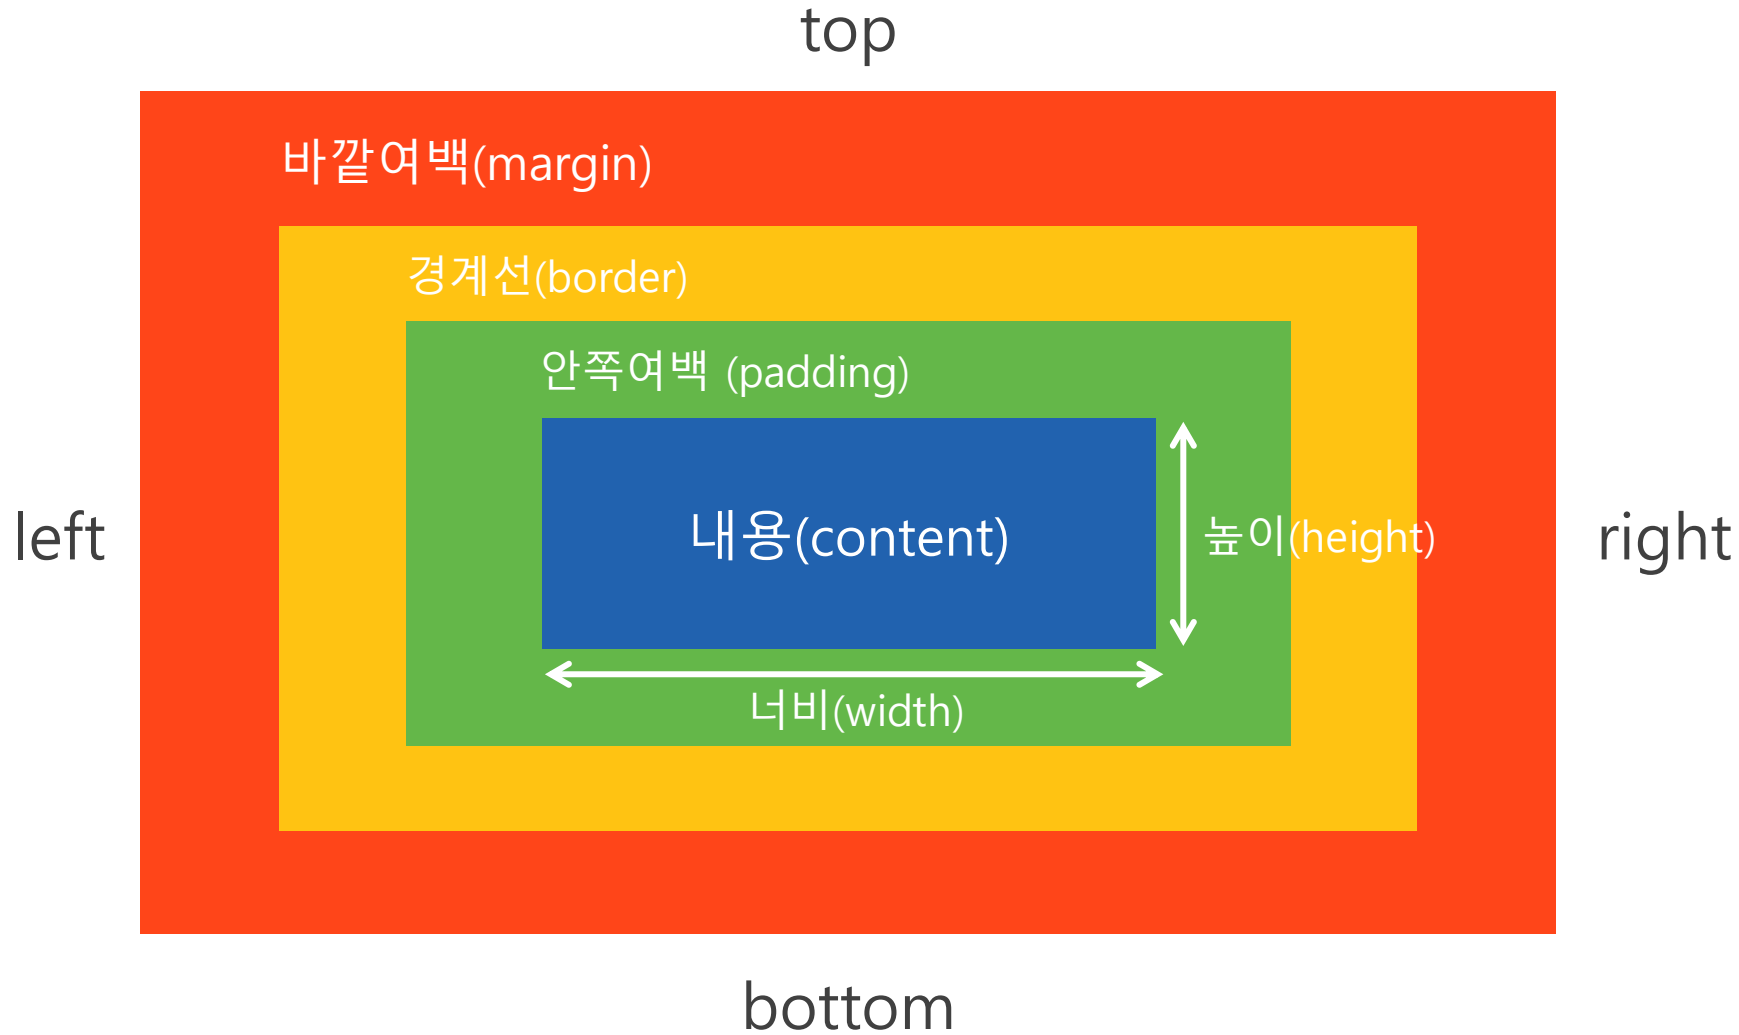 top
바깥여백(margin)
경계선(border)
안쪽여백 (padding)
left
내용(content)
높이(height)
right
너비(width)
bottom